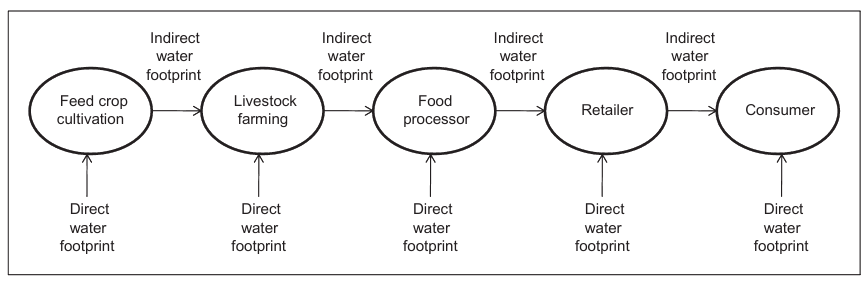 Indirect
water
footprint
Indirect
water
footprint
Indirect
water
footprint
Indirect
water
footprint
Feed crop
cultivation
Livestock
farming
Food
processor
Retailer
Consumer
Direct
water
footprint
Direct
water
footprint
Direct
water
footprint
Direct
water
footprint
Direct
water
footprint